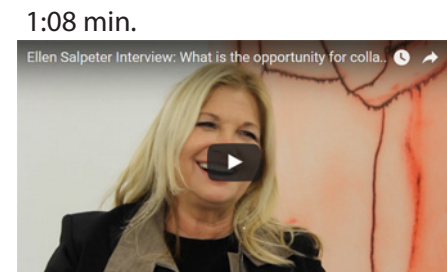 1:08 min.
Ellen Salpeter Interview: What is the opportunity for colla..